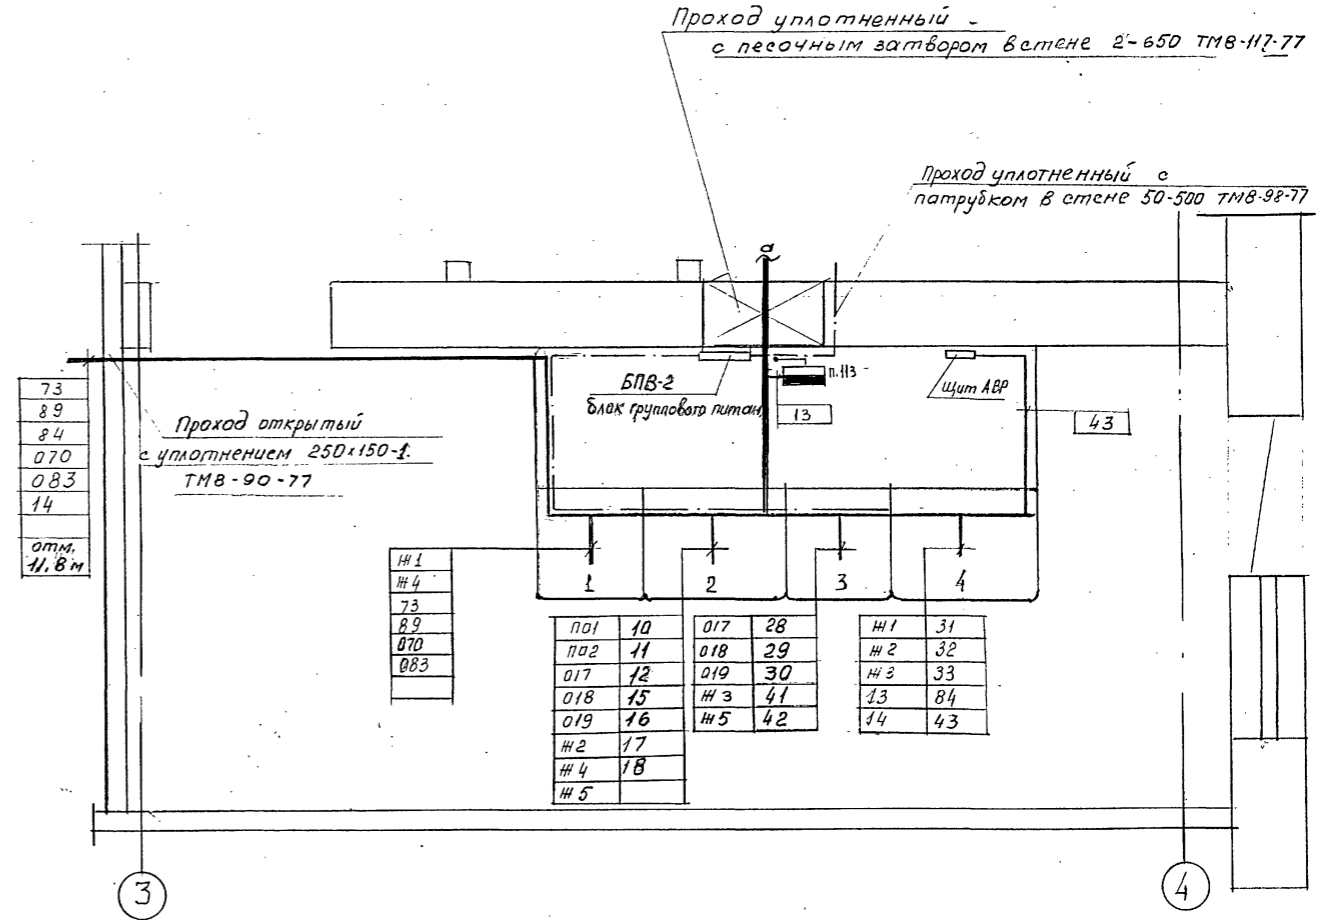 Проход уплотненный
с песочным затвором в стене 2-650 ТМ8-117-77
Проход уплотненный с
патрубком в стене 50-500 ТМ8-98-77
а
БПВ-2
блак группового питан.
п.113
13
Щит АВР
43
73
89
84
070
083
14
отм.
11.8 м
Проход открытый
с уплотнением 250х150-1.
ТМ8-90-77
Ж1
Ж4
73
89
070
083
1
2
3
4
П01 10
П02 11
017 12
018 15
019 16
Ж2 17
Ж4 18
Ж5
017 28
018 29
019 30
Ж3 41
Ж5 42
Ж1 31
Ж2 32
Ж3 33
13 84
14 43
3
4